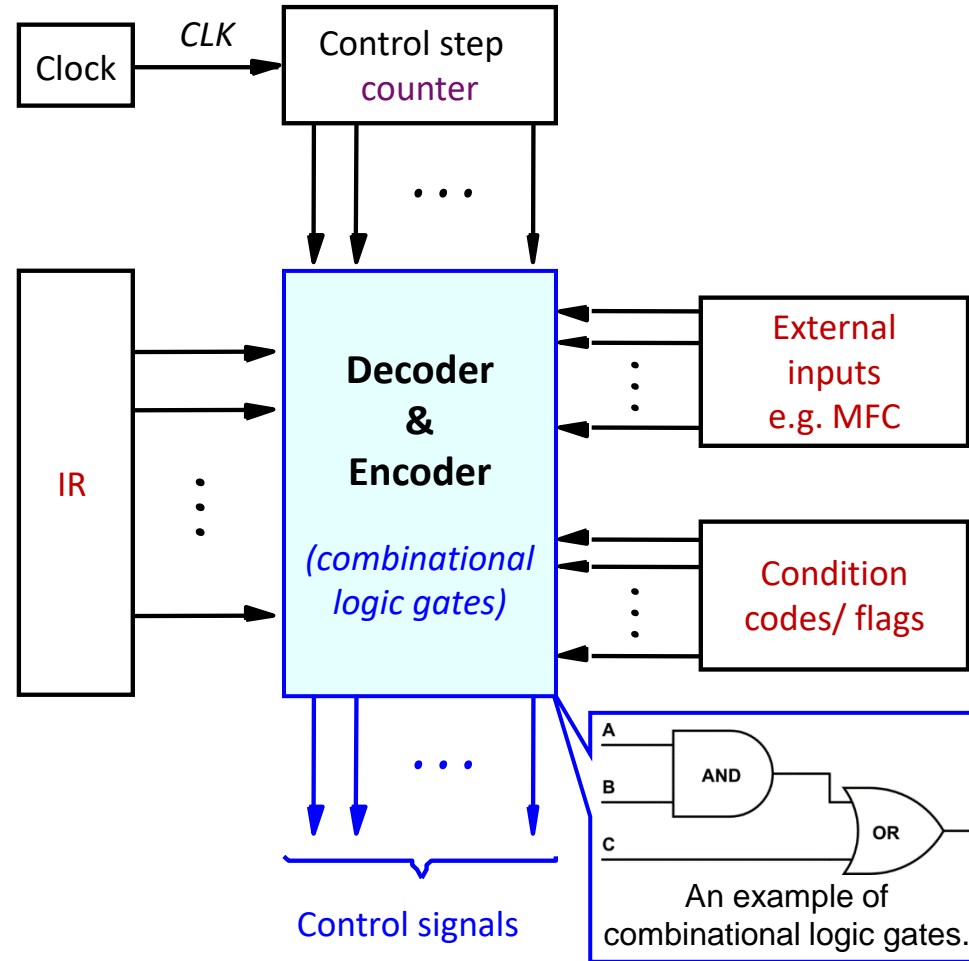 CLK
Clock
Control step
counter
. . .
IR
Decoder
&
Encoder
(combinational
logic gates)
External
inputs
e.g. MFC
Condition
codes/ flags
. . .
Control signals
A
B
C
AND
OR
An example of
combinational logic gates.